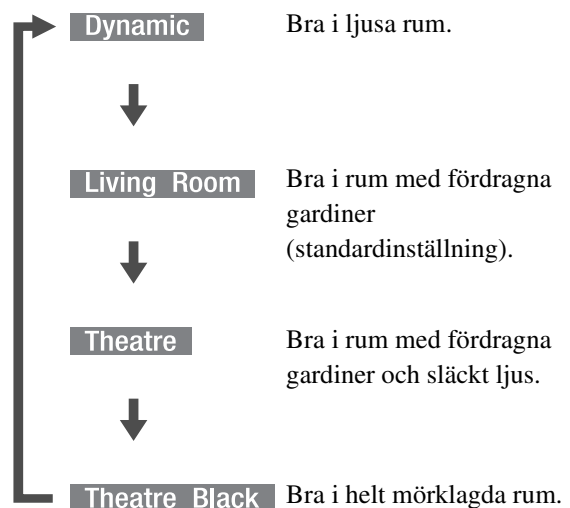 Dynamic Bra i ljusa rum.
Living Room Bra i rum med fördragna
gardiner
(standardinställning).
Theatre Bra i rum med fördragna
gardiner och släckt ljus.
Theatre Black Bra i helt mörklagda rum.